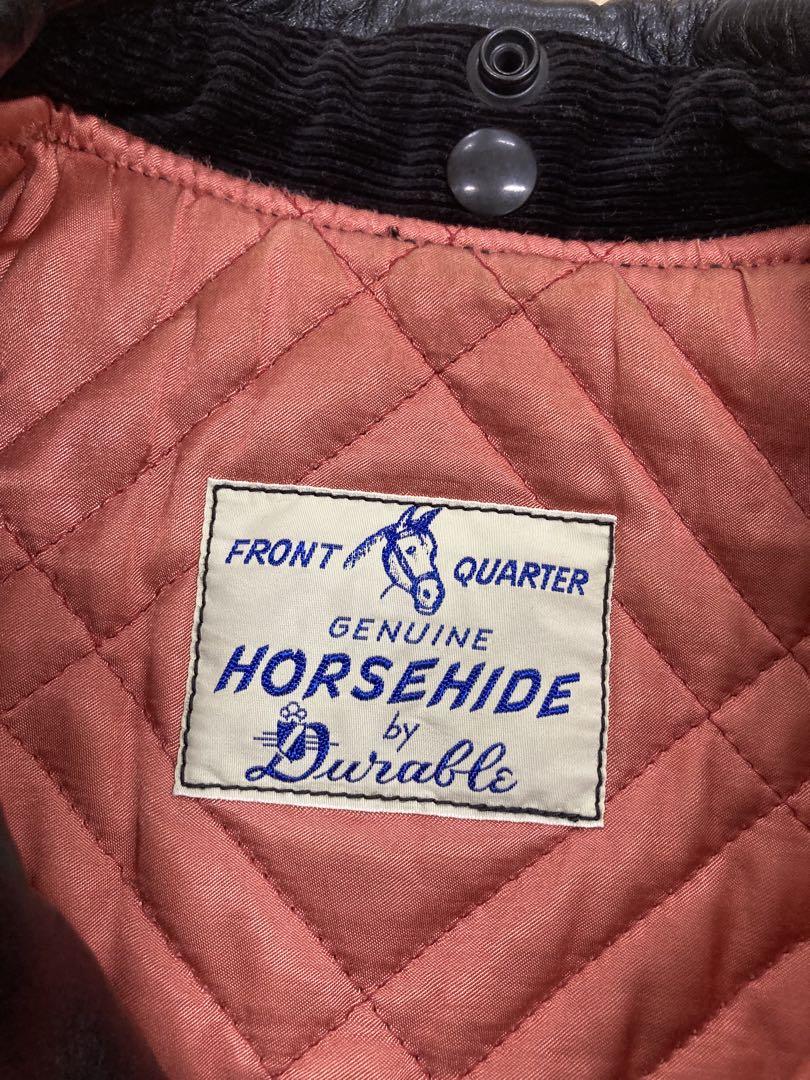 FRONT QUARTER
GENUINE
HORSEHIDE
by
Durable